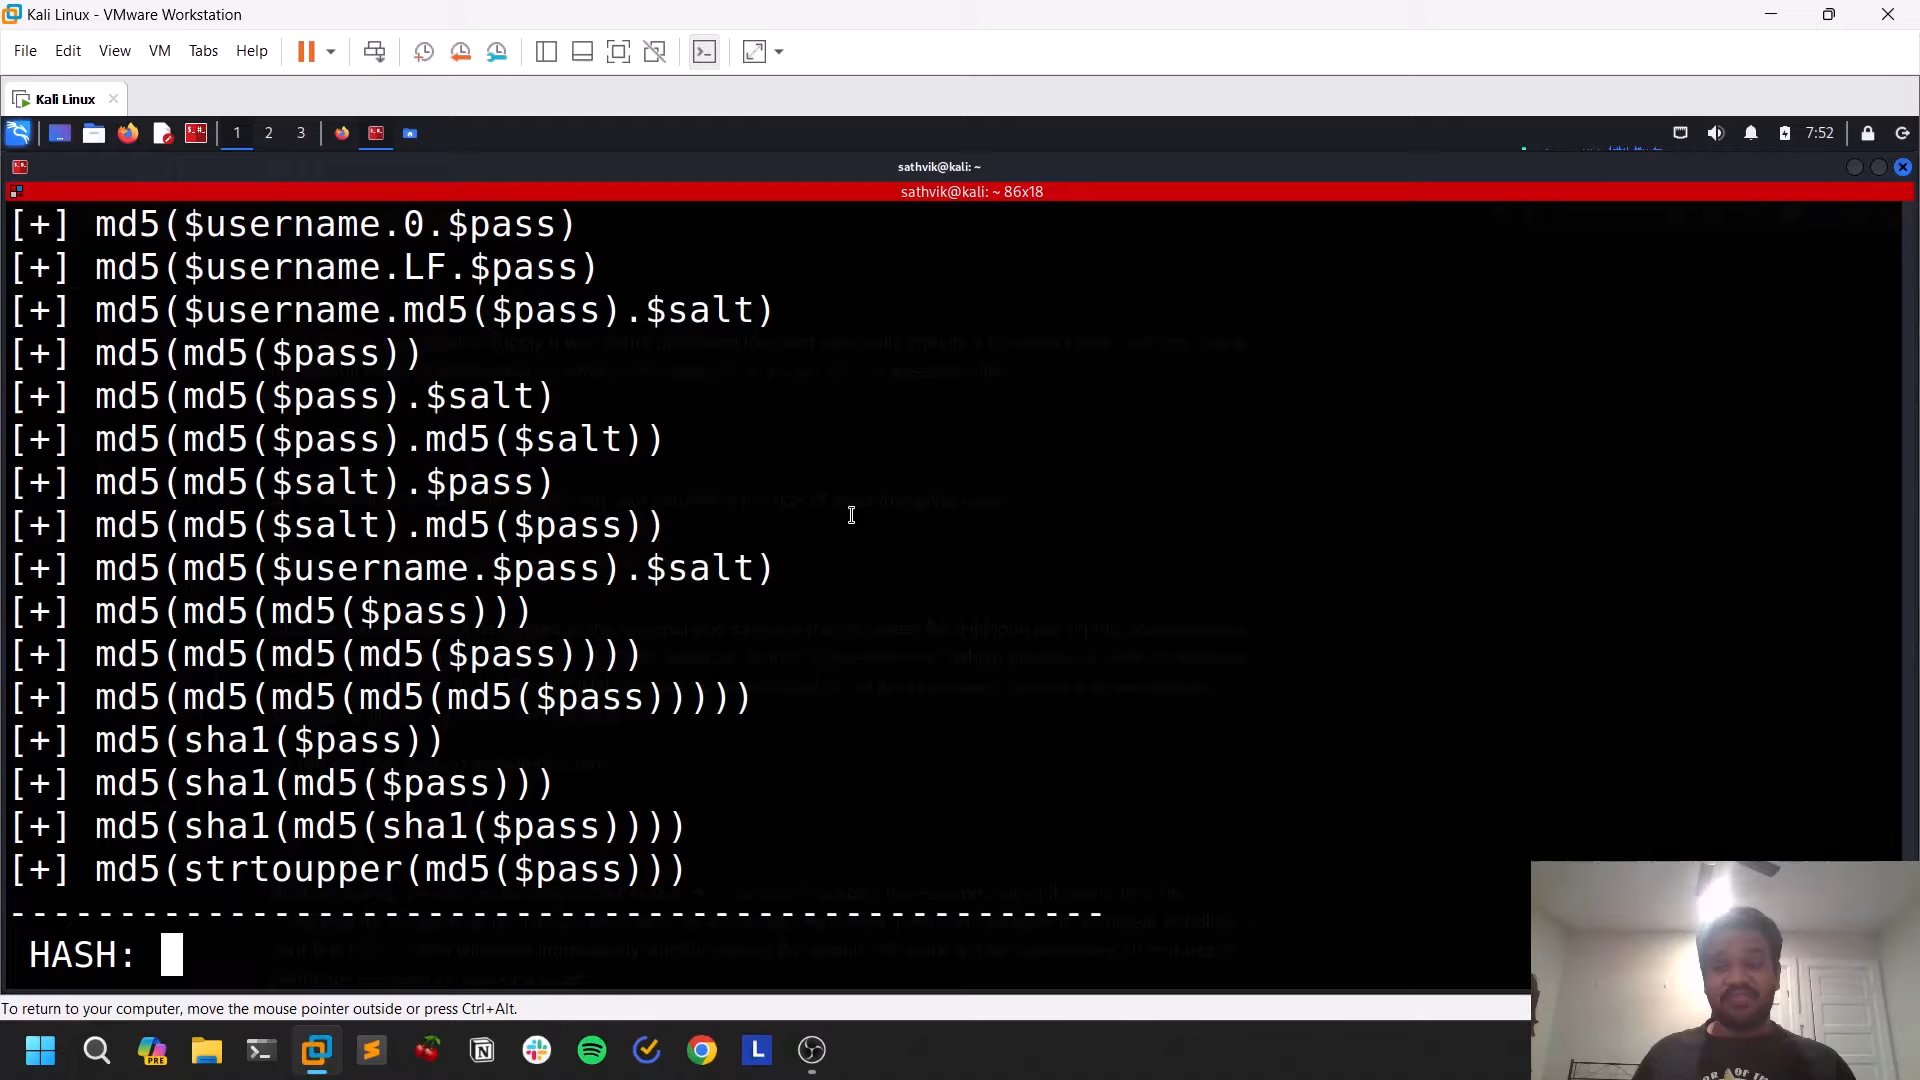 Kali Linux - VMware Workstation
File Edit View VM Tabs Help
Kali Linux
1 2 3 7:52
sathvik@kali: ~
sathvik@kali: ~ 86x18
[+] md5($username.0.$pass)
[+] md5($username.LF.$pass)
[+] md5($username.md5($pass).$salt)
[+] md5(md5($pass))
[+] md5(md5($pass).$salt)
[+] md5(md5($pass).md5($salt))
[+] md5(md5($salt).$pass)
[+] md5(md5($salt).md5($pass))
[+] md5(md5($username.$pass).$salt)
[+] md5(md5(md5($pass)))
[+] md5(md5(md5(md5($pass))))
[+] md5(md5(md5(md5(md5($pass)))))
[+] md5(sha1($pass))
[+] md5(sha1(md5($pass)))
[+] md5(sha1(md5(sha1($pass))))
[+] md5(strtoupper(md5($pass)))
--------------------------------------------------
HASH:
To return to your computer, move the mouse pointer outside or press Ctrl+Alt.
PRE
L